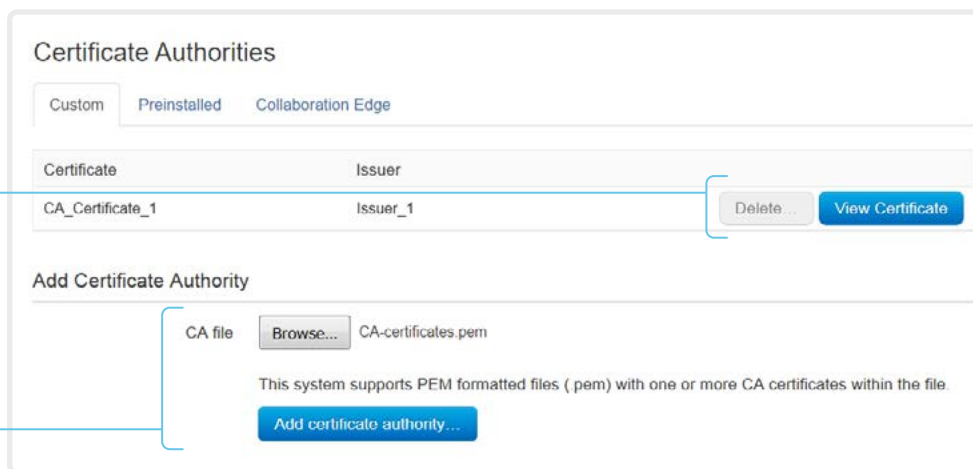 Certificate Authorities
Custom Preinstalled Collaboration Edge
Certificate Issuer
CA_Certificate_1 Issuer_1 Delete... View Certificate
Add Certificate Authority
CA file Browse... CA-certificates.pem
This system supports PEM formatted files (.pem) with one or more CA certificates within the file.
Add certificate authority...